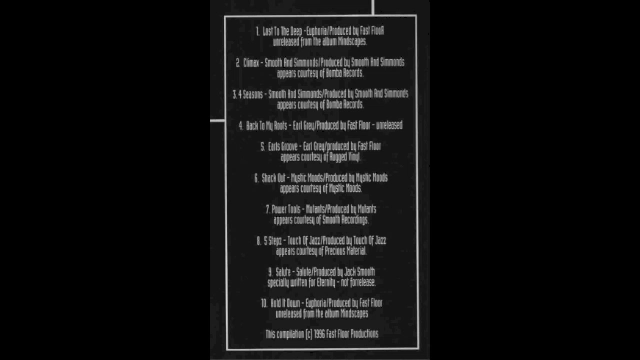 1. Lost To The Deep -Euphoria/Produced by Fast FlooR
unreleased from the album Mindscapes.
2. Climax - Smooth And Simmonds/Produced by Smooth And Simmonds
appears courtesy of Bomba Records.
3. 4 Seasons - Smooth And Simmonds/Produced by Smooth And Simmonds
appears courtesy of Bomba Records.
4. Back To My Roots - Earl Grey/Produced by Fast Floor - unreleased
5. Earls Groove - Earl Grey/produced by Fast Floor
appears courtesy of Rugged Vinyl.
6. Shack Out - Mystic Moods/Produced by Mystic Moods
appears courtesy of Mystic Moods.
7. Power Tools - Mutants/Produced by Mutants
appears courtesy of Smooth Recordings.
8. 5 Steps - Touch Of Jazz/Produced by Touch Of Jazz
appears courtesy of Precious Material.
9. Salute - Salute/Produced by Jack Smooth
specially written for Eternity - not forrelease.
10. Hold It Down - Euphoria/Produced by Fast Floor
unreleased from the album Mindscapes
This compilation (c) 1996 Fast Floor Productions